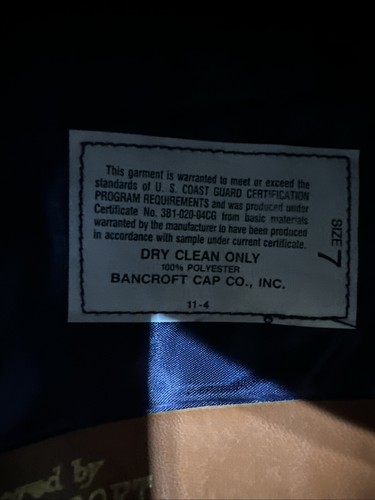 This garment is warranted to meet or exceed the
standards of U. S. COAST GUARD CERTIFICATION
PROGRAM REQUIREMENTS and was produced under
Certificate No. 3B1-020-04CG from basic materials
warranted by the manufacturer to have been produced
in accordance with sample under current certificate.
DRY CLEAN ONLY
100% POLYESTER
BANCROFT CAP CO., INC.
11-4
SIZE 7
by